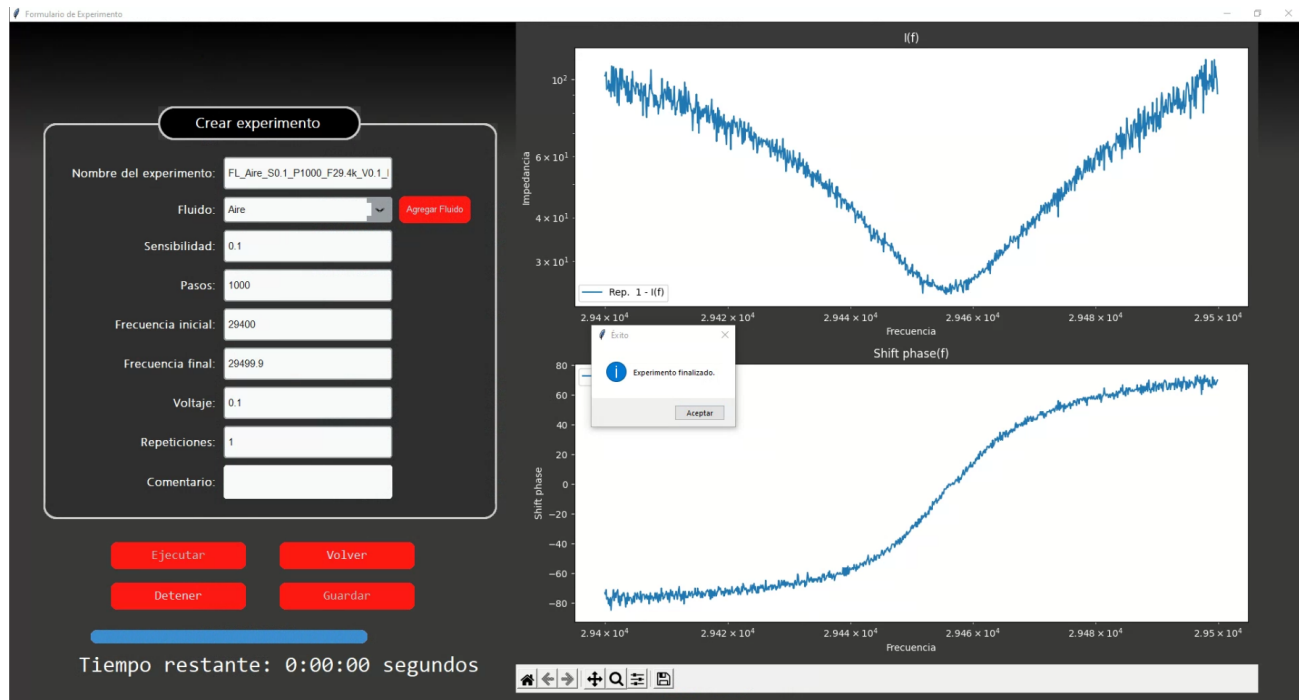 Formulario de Experimento
Crear experimento
Nombre del experimento: FL_Aire_S0.1_P1000_F29.4k_V0.1_
Fluido: Aire
Agregar Fluido
Sensibilidad: 0.1
Pasos: 1000
Frecuencia inicial: 29400
Frecuencia final: 29499.9
Voltaje: 0.1
Repeticiones: 1
Comentario:
Ejecutar
Volver
Detener
Guardar
Tiempo restante: 0:00:00 segundos
I(f)
Impedancia
10²
6 × 10¹
4 × 10¹
3 × 10¹
Rep. 1 - I(f)
2.94 × 10⁴ 2.942 × 10⁴ 2.944 × 10⁴ 2.946 × 10⁴ 2.948 × 10⁴ 2.95 × 10⁴
Frecuencia
Éxito
Experimento finalizado.
Aceptar
Shift phase(f)
Shift phase
80
60
40
20
0
−20
−40
−60
−80
2.94 × 10⁴ 2.942 × 10⁴ 2.944 × 10⁴ 2.946 × 10⁴ 2.948 × 10⁴ 2.95 × 10⁴
Frecuencia